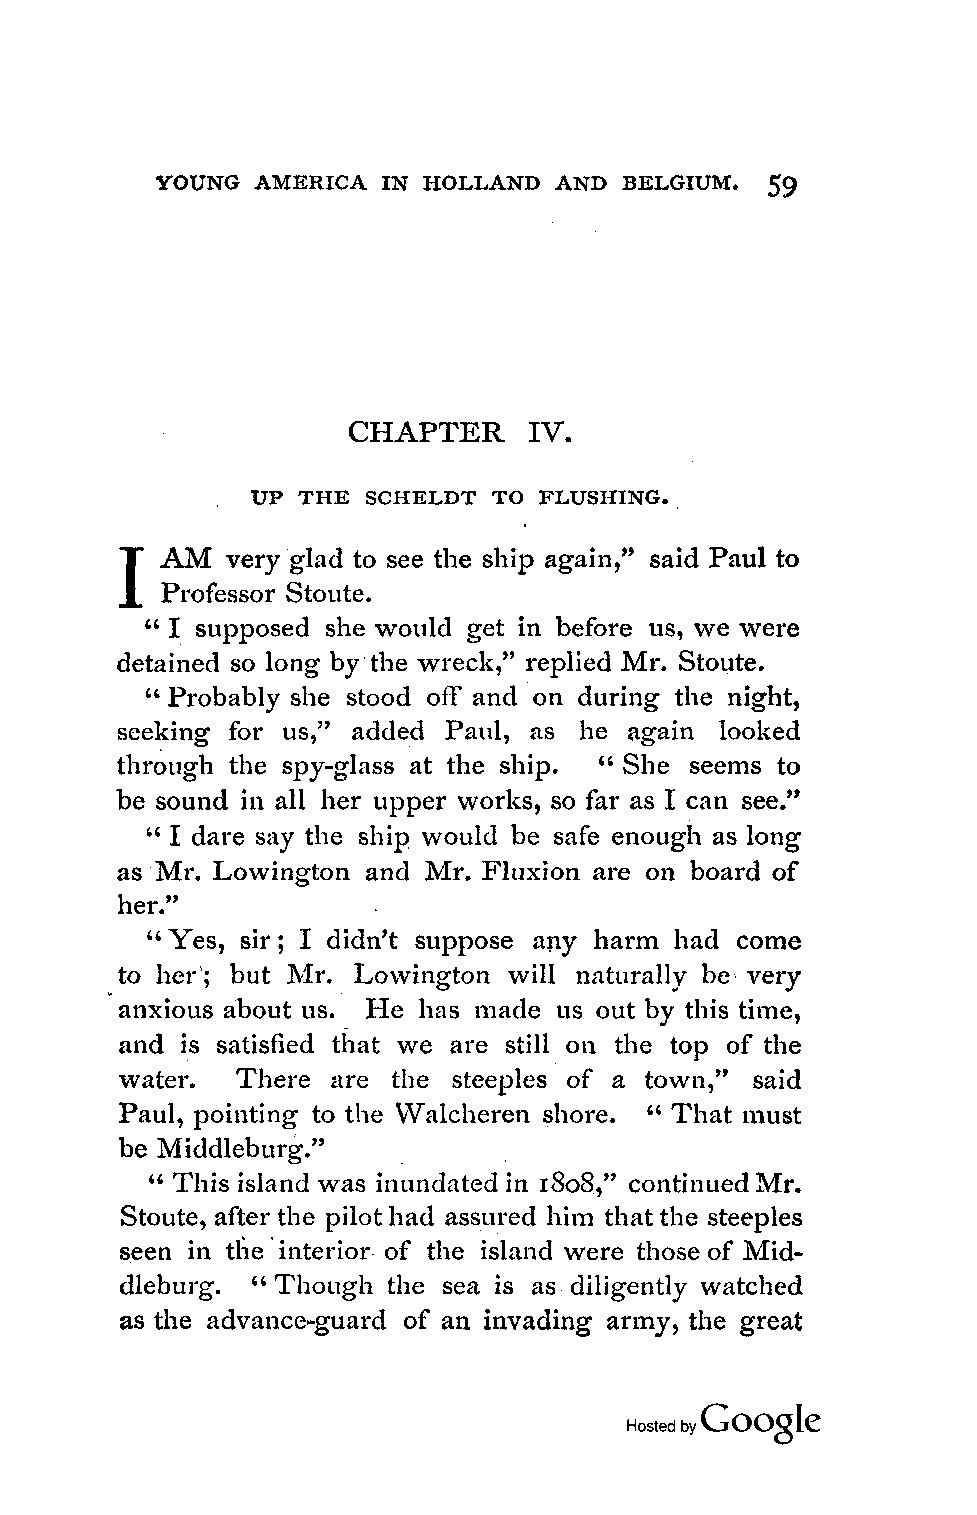 YOUNG AMERICA IN HOLLAND AND BELGIUM. 59
CHAPTER IV.
UP THE SCHELDT TO FLUSHING.
I AM very glad to see the ship again,” said Paul to
Professor Stoute.
“ I supposed she would get in before us, we were
detained so long by the wreck,” replied Mr. Stoute.
“ Probably she stood off and on during the night,
seeking for us,” added Paul, as he again looked
through the spy-glass at the ship. “ She seems to
be sound in all her upper works, so far as I can see.”
“ I dare say the ship would be safe enough as long
as Mr. Lowington and Mr. Fluxion are on board of
her.”
“ Yes, sir ; I didn’t suppose any harm had come
to her ; but Mr. Lowington will naturally be very
anxious about us. He has made us out by this time,
and is satisfied that we are still on the top of the
water. There are the steeples of a town,” said
Paul, pointing to the Walcheren shore. “ That must
be Middleburg.”
“ This island was inundated in 1808,” continued Mr.
Stoute, after the pilot had assured him that the steeples
seen in the interior of the island were those of Mid-
dleburg. “ Though the sea is as diligently watched
as the advance-guard of an invading army, the great
Hosted by Google